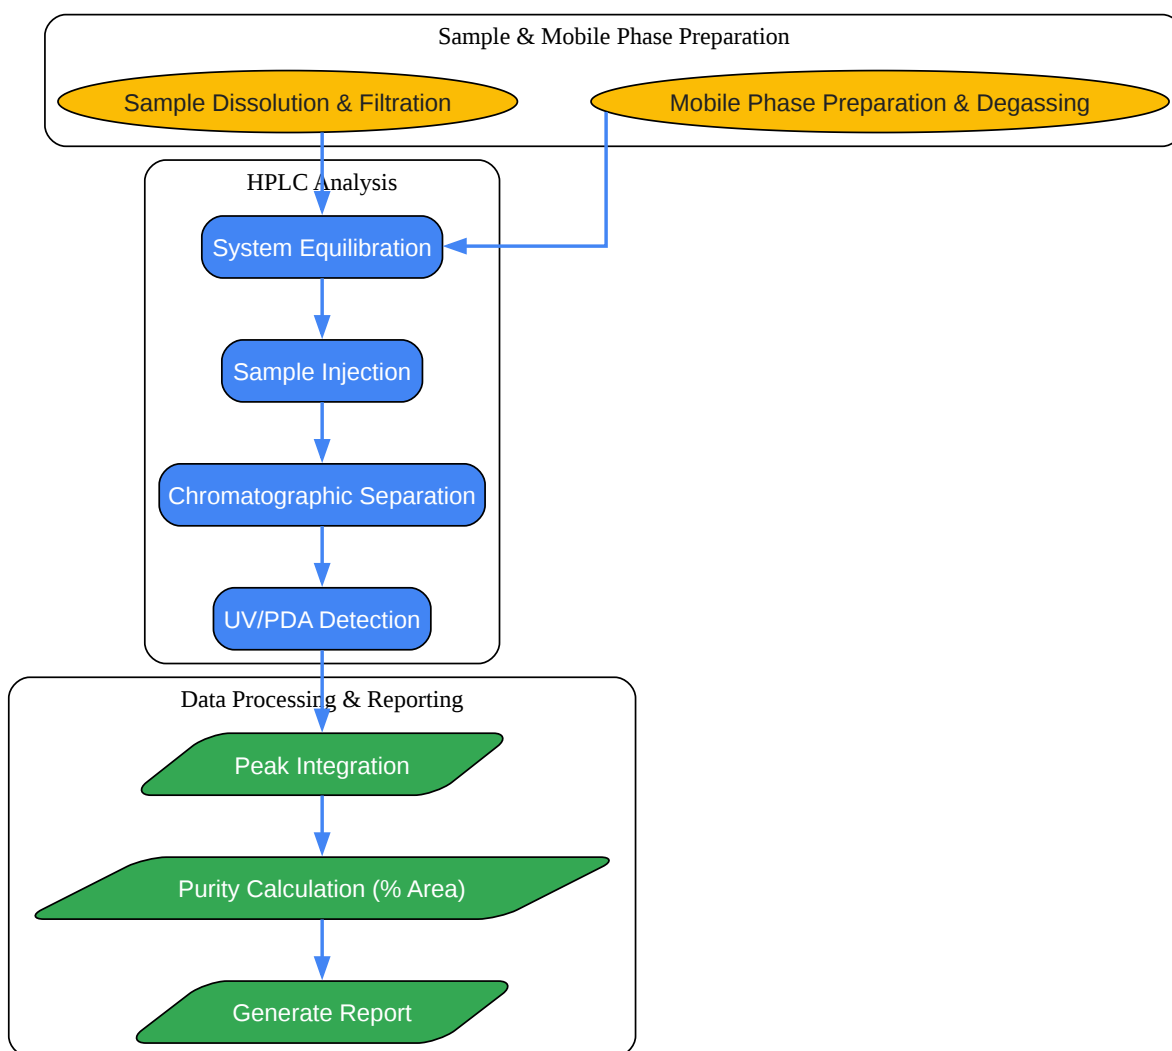 Sample & Mobile Phase Preparation
Sample Dissolution & Filtration
Mobile Phase Preparation & Degassing
HPLC Analysis
System Equilibration
Sample Injection
Chromatographic Separation
UV/PDA Detection
Data Processing & Reporting
Peak Integration
Purity Calculation (% Area)
Generate Report